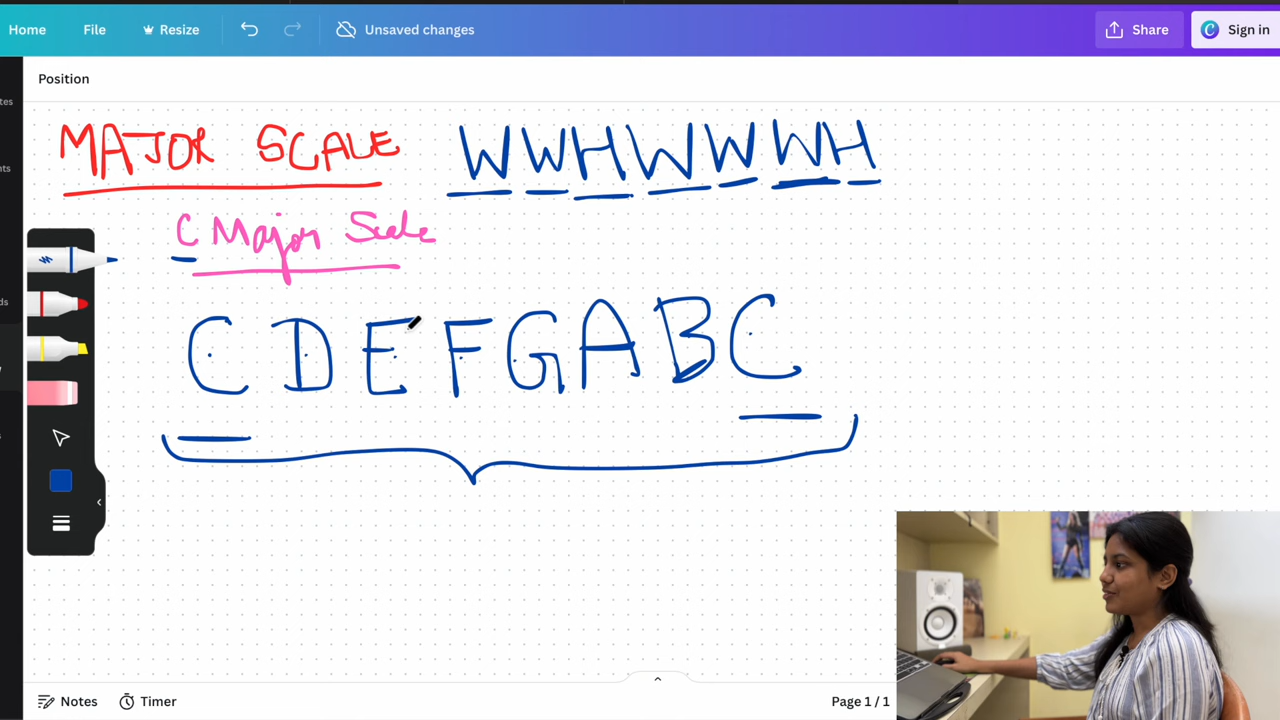 Home File Resize Unsaved changes Share C Sign in
Position
MAJOR SCALE WWHWWWH
C Major Scale
C D E F G A B C
Notes Timer Page 1 / 1